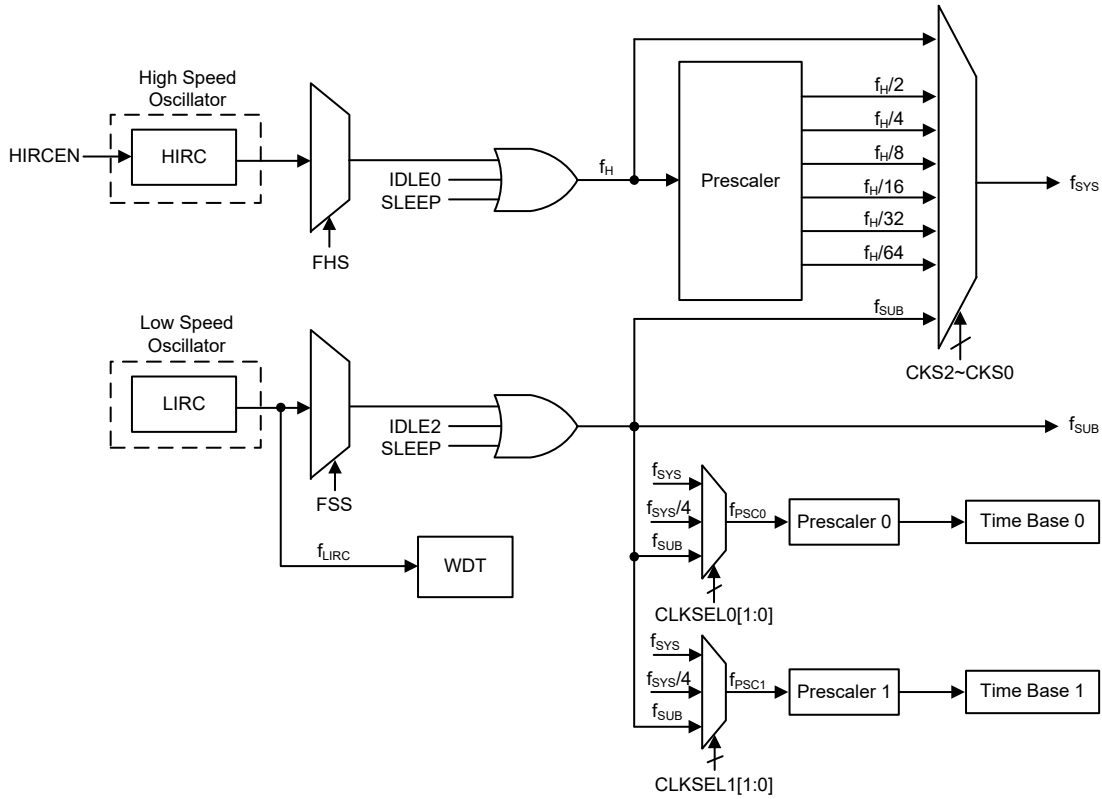 High Speed
Oscillator
HIRCEN
HIRC
FHS
IDLE0
SLEEP
fH
Prescaler
fH/2
fH/4
fH/8
fH/16
fH/32
fH/64
fSUB
fSYS
CKS2~CKS0
Low Speed
Oscillator
LIRC
FSS
IDLE2
SLEEP
fSUB
fLIRC
WDT
fSYS
fSYS/4
fSUB
fPSC0
Prescaler 0
Time Base 0
CLKSEL0[1:0]
fSYS
fSYS/4
fSUB
fPSC1
Prescaler 1
Time Base 1
CLKSEL1[1:0]